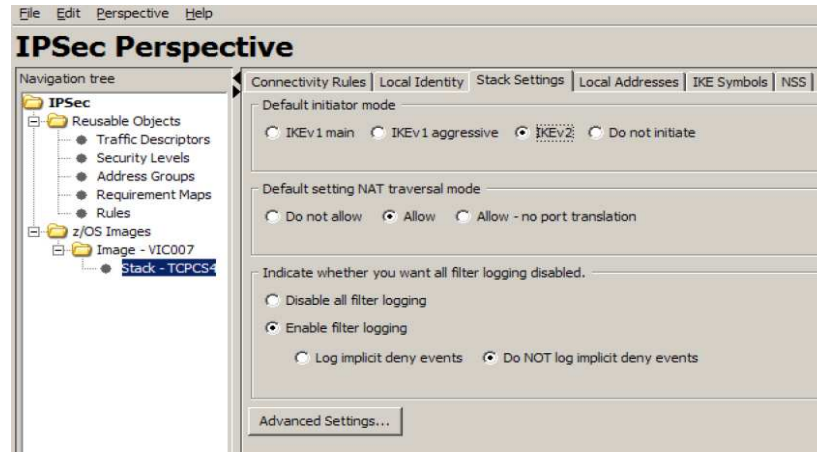 File Edit Perspective Help
IPSec Perspective
Navigation tree
IPSec
Reusable Objects
Traffic Descriptors
Security Levels
Address Groups
Requirement Maps
Rules
z/OS Images
Image - VIC007
Stack - TCPCS4
Connectivity Rules Local Identity Stack Settings Local Addresses IKE Symbols NSS
Default initiator mode
IKEv1 main IKEv1 aggressive IKEv2 Do not initiate
Default setting NAT traversal mode
Do not allow Allow Allow - no port translation
Indicate whether you want all filter logging disabled.
Disable all filter logging
Enable filter logging
Log implicit deny events Do NOT log implicit deny events
Advanced Settings...